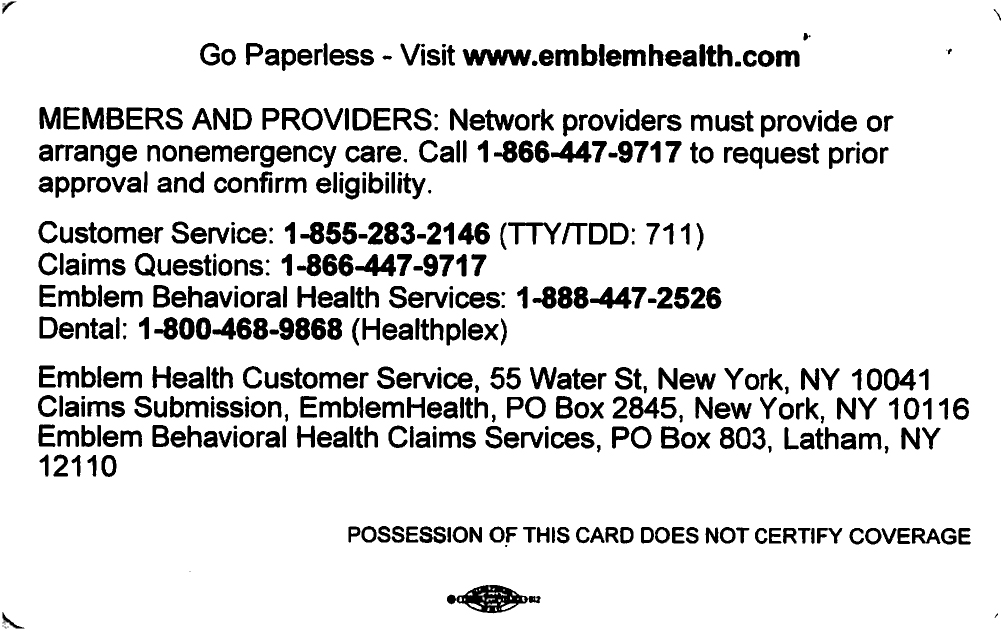 Go Paperless - Visit www.emblemhealth.com
MEMBERS AND PROVIDERS: Network providers must provide or
arrange nonemergency care. Call 1-866-447-9717 to request prior
approval and confirm eligibility.
Customer Service: 1-855-283-2146 (TTY/TDD: 711)
Claims Questions: 1-866-447-9717
Emblem Behavioral Health Services: 1-888-447-2526
Dental: 1-800-468-9868 (Healthplex)
Emblem Health Customer Service, 55 Water St, New York, NY 10041
Claims Submission, EmblemHealth, PO Box 2845, New York, NY 10116
Emblem Behavioral Health Claims Services, PO Box 803, Latham, NY
12110
POSSESSION OF THIS CARD DOES NOT CERTIFY COVERAGE